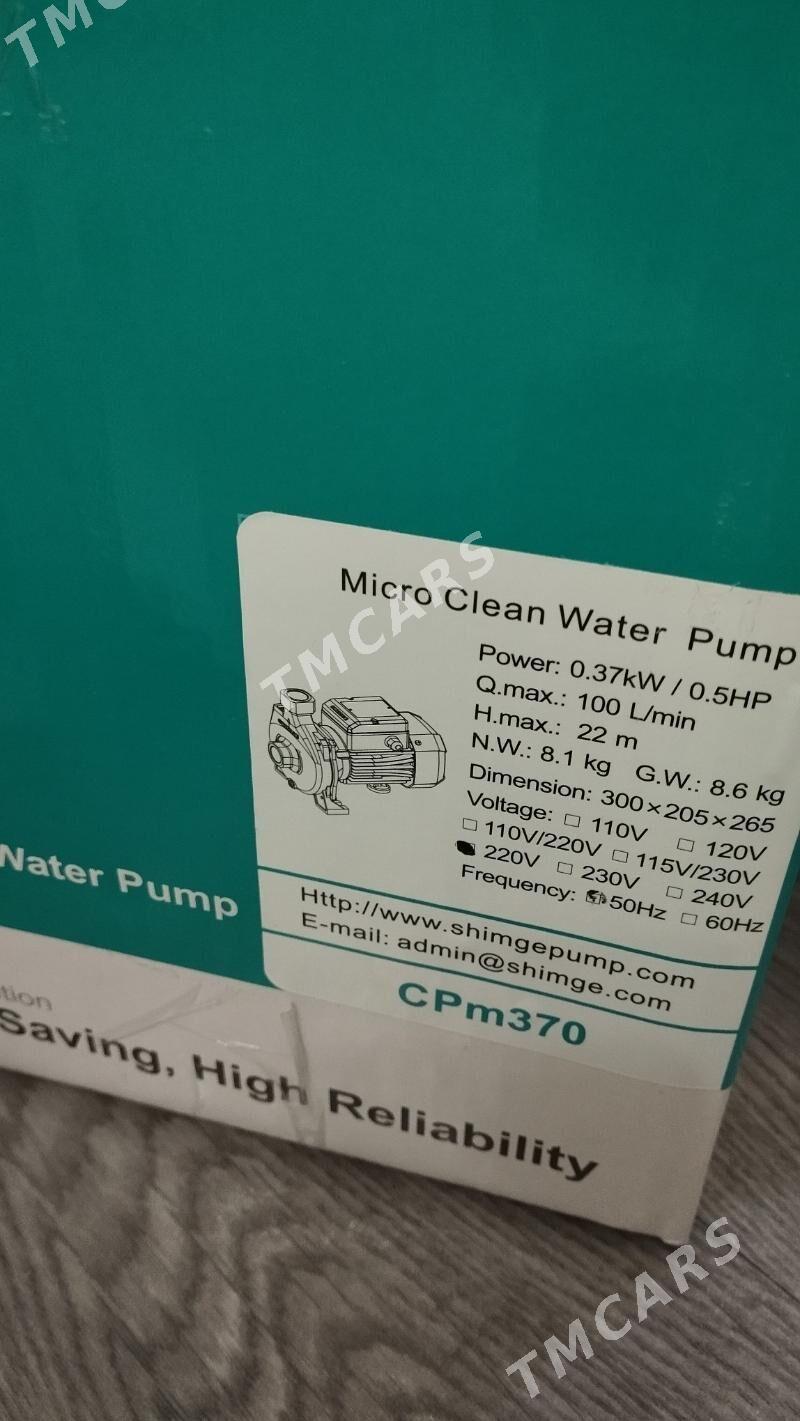 TMCARS
Micro Clean Water Pump
TMCARS
Power: 0.37kW / 0.5HP
Q.max.: 100 L/min
H.max.: 22 m
N.W.: 8.1 kg G.W.: 8.6 kg
Dimension: 300×205×265
Voltage: □ 110V □ 120V
□ 110V/220V □ 115V/230V
■ 220V □ 230V □ 240V
Frequency: ■ 50Hz □ 60Hz
Water Pump
Http://www.shimgepump.com
E-mail: admin@shimge.com
CPm370
Saving, High Reliability
TMCARS